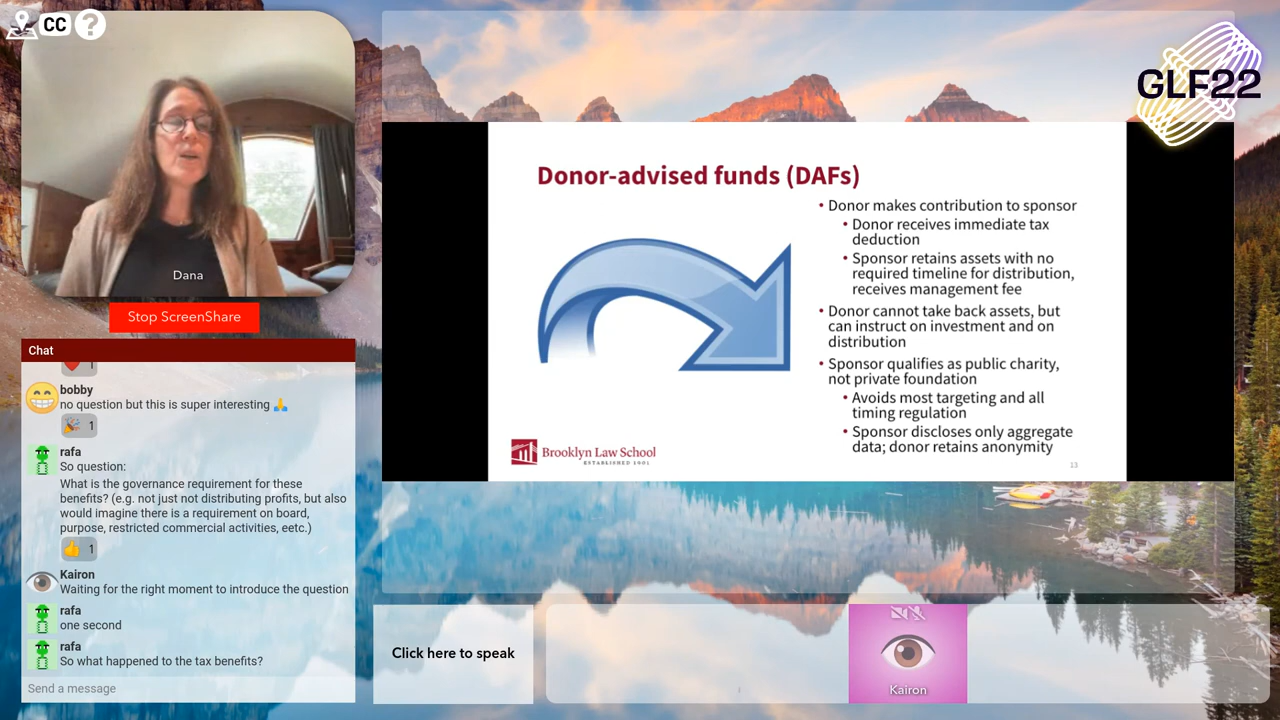 CC
?
Dana
Stop ScreenShare
Chat
1
bobby
no question but this is super interesting 🙏
🎉 1
rafa
So question:
What is the governance requirement for these
benefits? (e.g. not just not distributing profits, but also
would imagine there is a requirement on board,
purpose, restricted commercial activities, eetc.)
👍 1
Kairon
Waiting for the right moment to introduce the question
rafa
one second
rafa
So what happened to the tax benefits?
Send a message
GLF22
Donor-advised funds (DAFs)
• Donor makes contribution to sponsor
• Donor receives immediate tax
deduction
• Sponsor retains assets with no
required timeline for distribution,
receives management fee
• Donor cannot take back assets, but
can instruct on investment and on
distribution
• Sponsor qualifies as public charity,
not private foundation
• Avoids most targeting and all
timing regulation
• Sponsor discloses only aggregate
data; donor retains anonymity
Brooklyn Law School
ESTABLISHED 1901
13
Click here to speak
Kairon